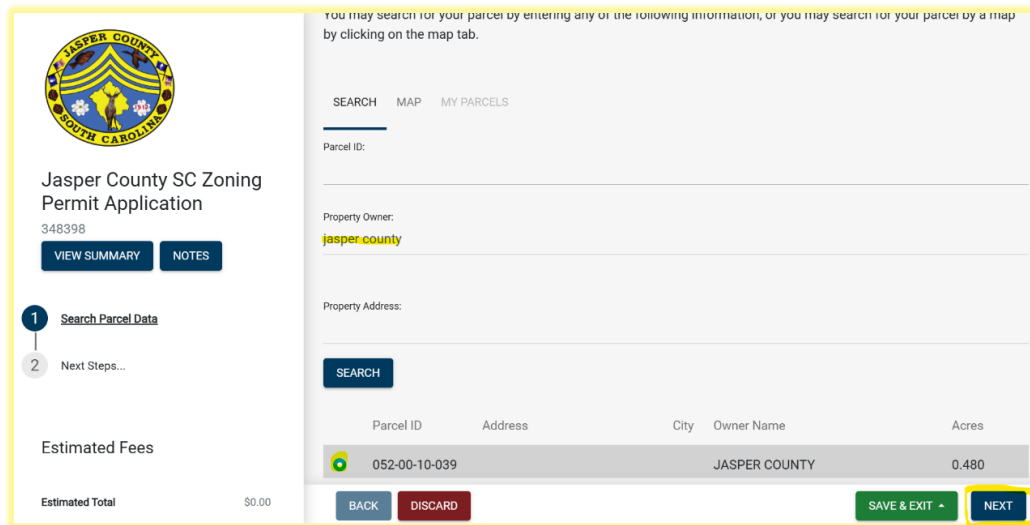 JASPER COUNTY
SOUTH CAROLINA
1912
Jasper County SC Zoning
Permit Application
348398
VIEW SUMMARY NOTES
1 Search Parcel Data
2 Next Steps...
Estimated Fees
Estimated Total $0.00
You may search for your parcel by entering any of the following information, or you may search for your parcel by a map
by clicking on the map tab.
SEARCH MAP MY PARCELS
Parcel ID:
Property Owner:
jasper county
Property Address:
SEARCH
Parcel ID Address City Owner Name Acres
052-00-10-039 JASPER COUNTY 0.480
BACK DISCARD SAVE & EXIT NEXT